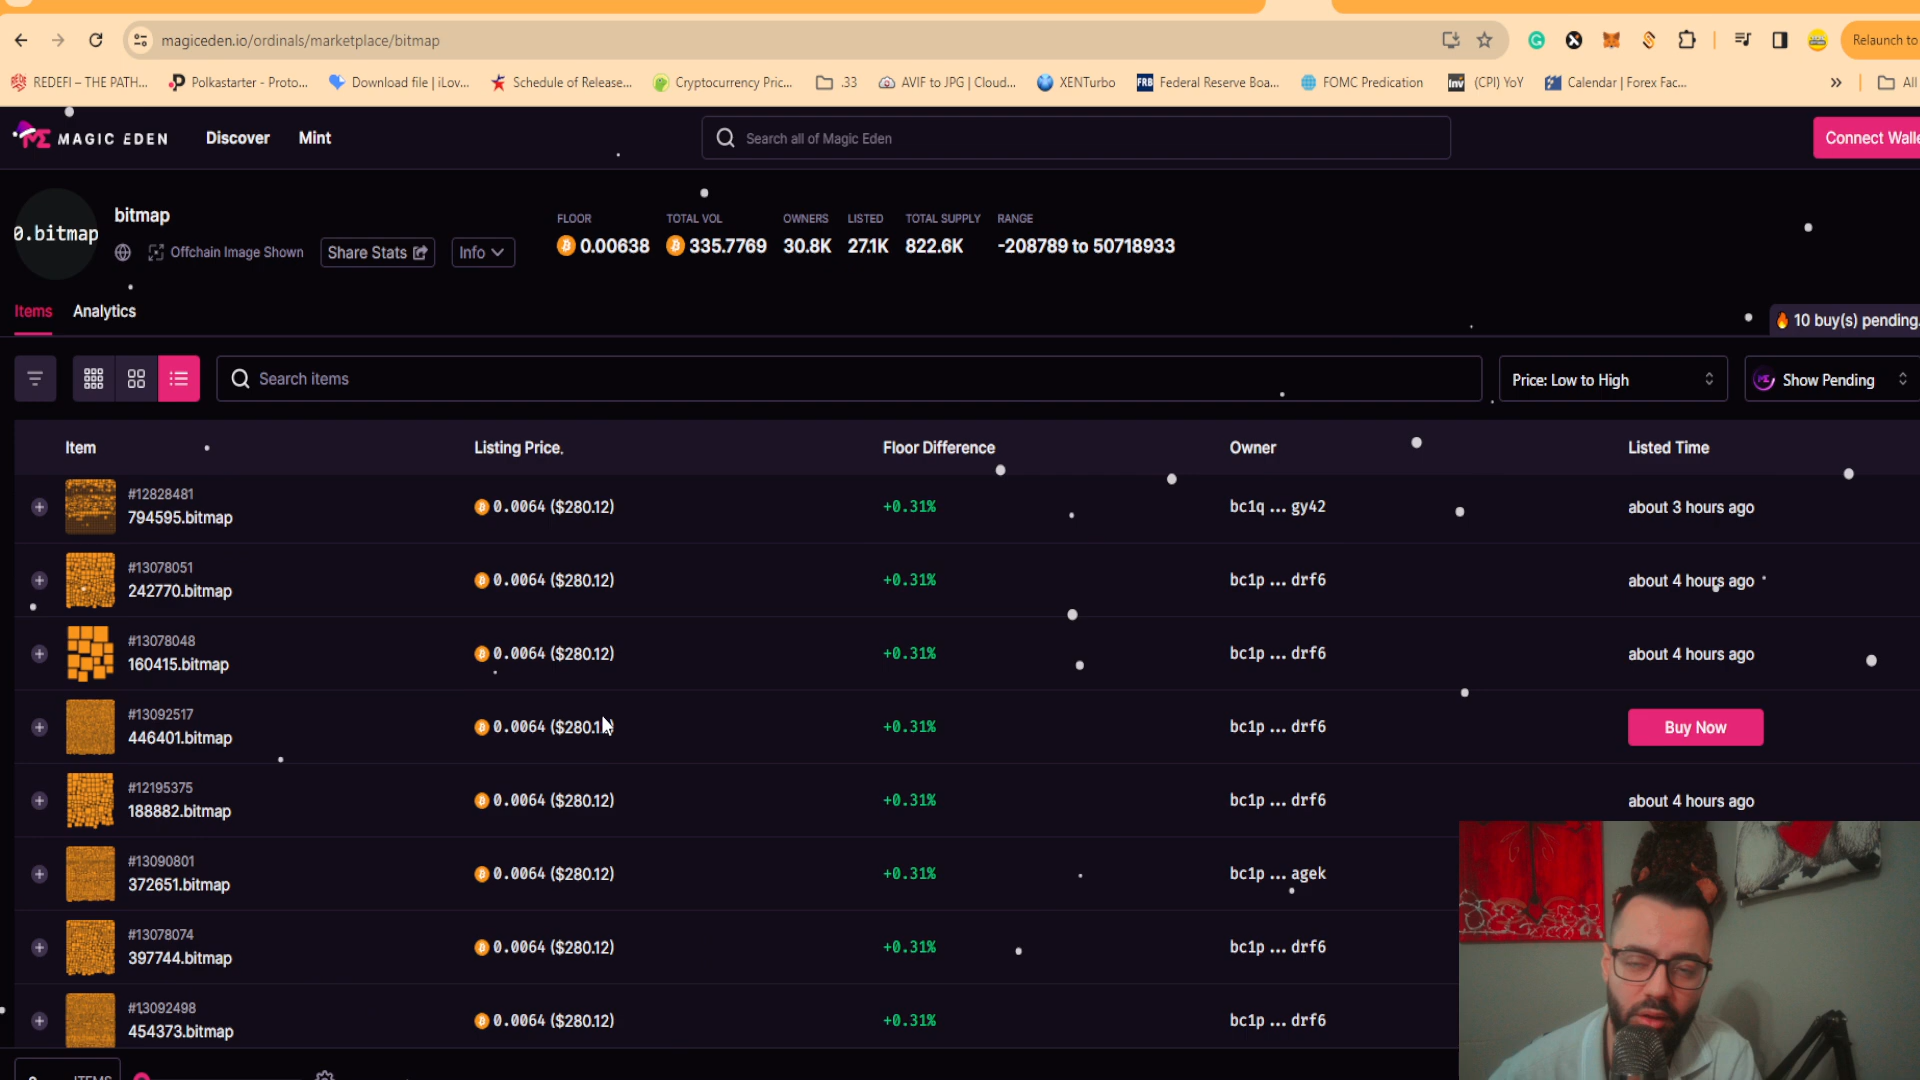 magiceden.io/ordinals/marketplace/bitmap
Relaunch to
REDEFI – THE PATH...
Polkastarter - Proto...
Download file | iLov...
Schedule of Release...
Cryptocurrency Pric...
.33
AVIF to JPG | Cloud...
XENTurbo
FRB Federal Reserve Boa...
FOMC Predication
Inv (CPI) YoY
Calendar | Forex Fac...
All
MAGIC EDEN
Discover
Mint
Search all of Magic Eden
Connect Walle
0.bitmap
bitmap
Offchain Image Shown
Share Stats
Info
FLOOR
0.00638
TOTAL VOL
335.7769
OWNERS
30.8K
LISTED
27.1K
TOTAL SUPPLY
822.6K
RANGE
-208789 to 50718933
Items
Analytics
10 buy(s) pending.
Search items
Price: Low to High
Show Pending
Item Listing Price Floor Difference Owner Listed Time
#12828481
794595.bitmap 0.0064 ($280.12) +0.31% bc1q ... gy42 about 3 hours ago
#13078051
242770.bitmap 0.0064 ($280.12) +0.31% bc1p ... drf6 about 4 hours ago
#13078048
160415.bitmap 0.0064 ($280.12) +0.31% bc1p ... drf6 about 4 hours ago
#13092517
446401.bitmap 0.0064 ($280.12) +0.31% bc1p ... drf6 Buy Now
#12195375
188882.bitmap 0.0064 ($280.12) +0.31% bc1p ... drf6 about 4 hours ago
#13090801
372651.bitmap 0.0064 ($280.12) +0.31% bc1p ... agek
#13078074
397744.bitmap 0.0064 ($280.12) +0.31% bc1p ... drf6
#13092498
454373.bitmap 0.0064 ($280.12) +0.31% bc1p ... drf6
ITEMS